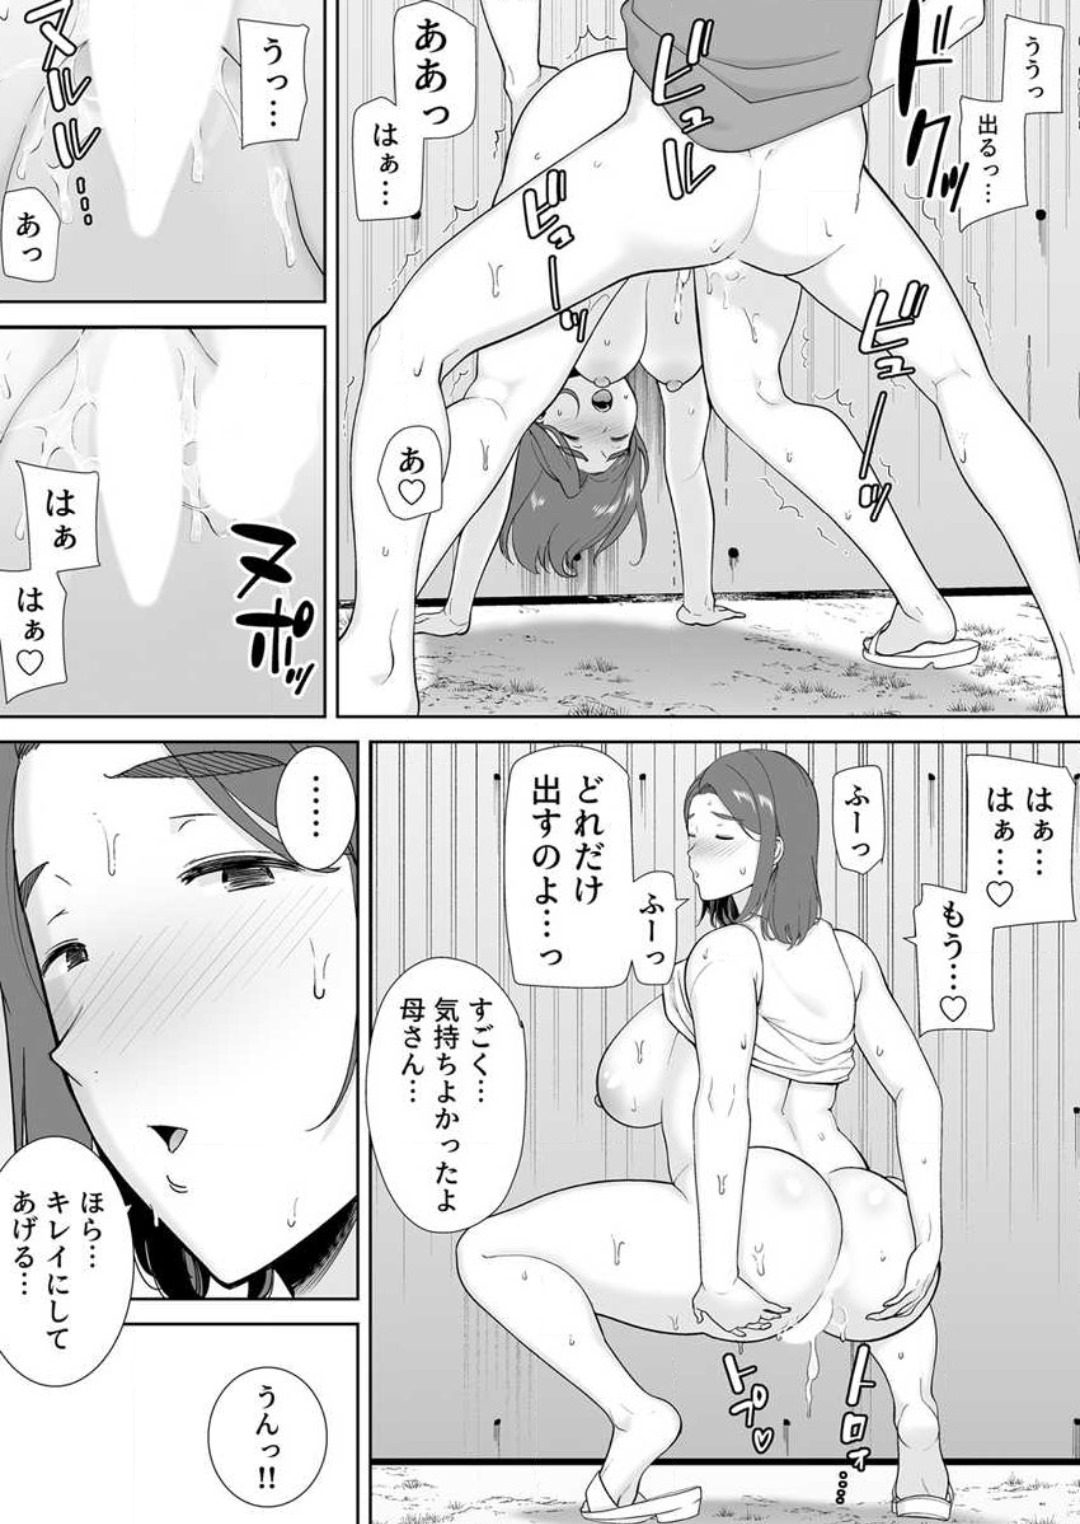 ううっ
出るっ…
ドクッ
ビュルルッ
ビュービューッ
ビューッ
ああっ
はぁ…
あ♡
うっ…
ヌルルル…
あっ
はぁ
はぁ♡
ヌポッ
はぁ…
はぁ…♡
もう…♡
ふーっ
どれだけ
出すのよ…っ
ふーっ
すごく…
気持ちよかったよ
母さん…
トプ♡
トロォ……
……
ほら…
キレイにして
あげる…
うんっ!!